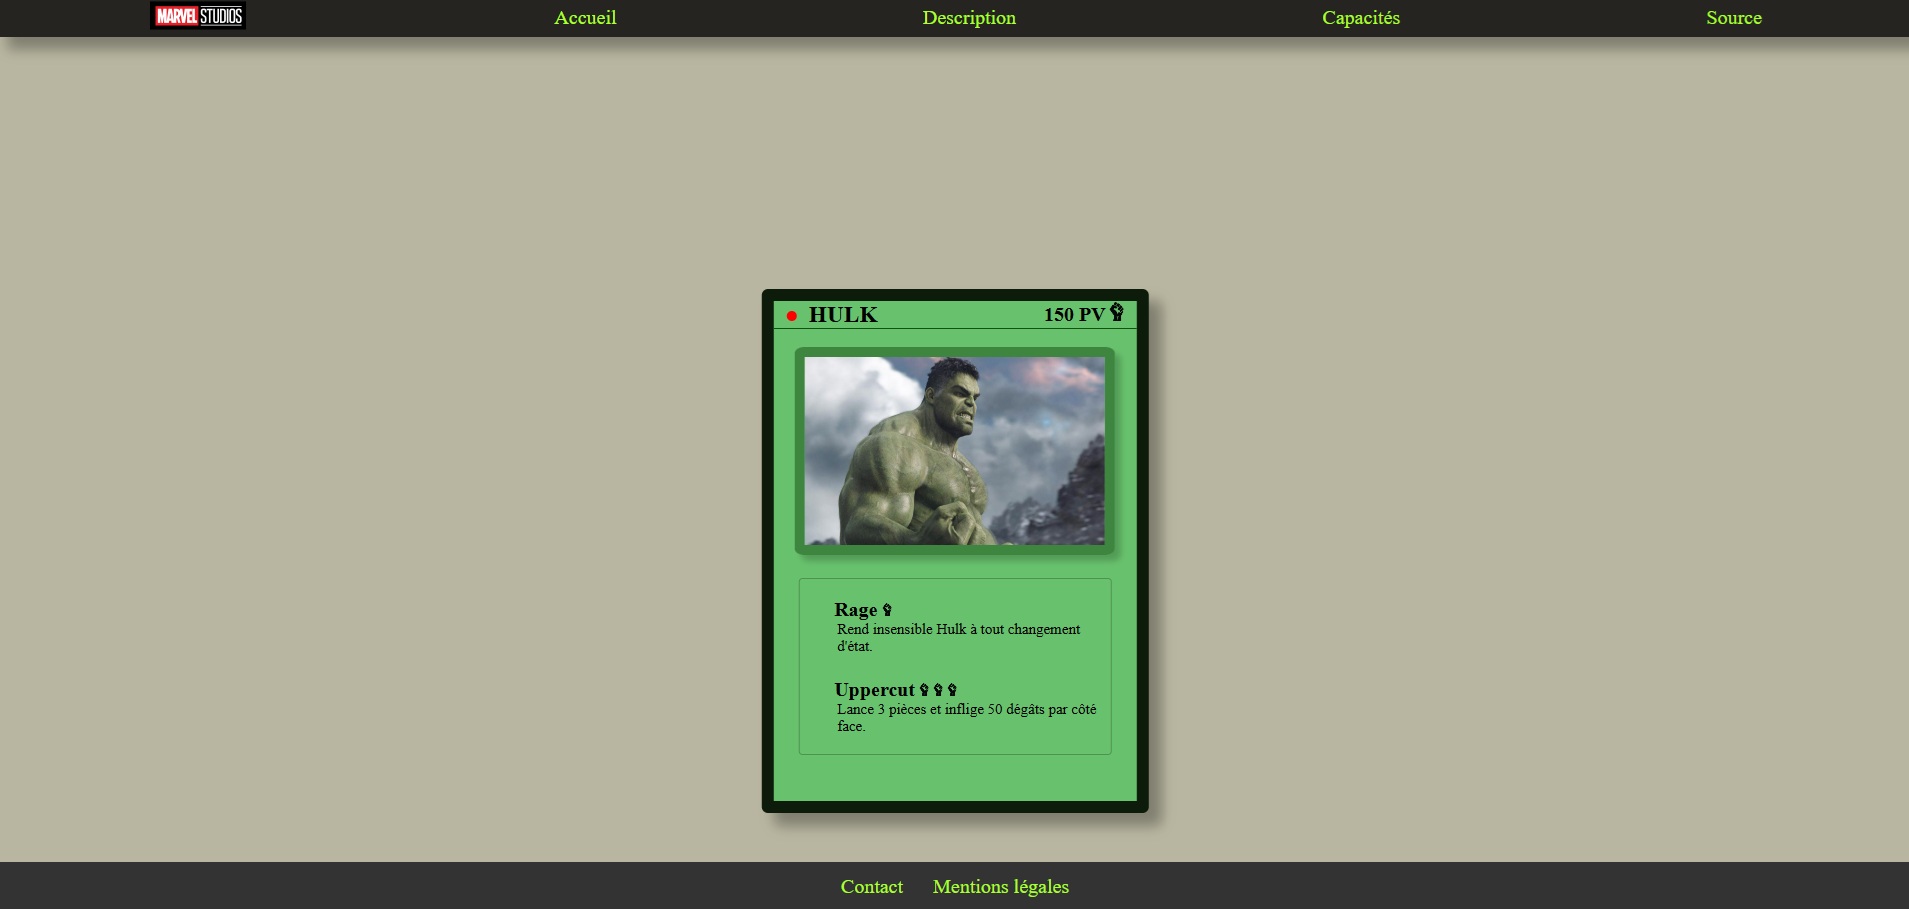 MARVEL STUDIOS
Accueil
Description
Capacités
Source
HULK
150 PV
Rage
Rend insensible Hulk à tout changement
d'état.
Uppercut
Lance 3 pièces et inflige 50 dégâts par côté
face.
Contact
Mentions légales